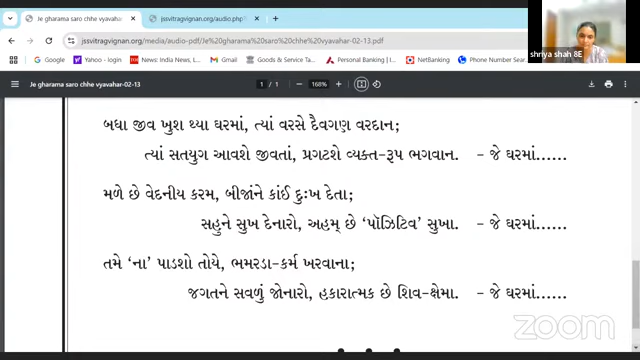 Je gharama saro chhe vyavahar-0
jssvitragvignan.org/audio.php?
jssvitragvignan.org/media/audio-pdf/Je%20gharama%20saro%20chhe%20vyavahar-02-13.pdf
Google
Yahoo - login
MSN: India News, L
Gmail
Goods & Service Ta
Personal Banking | F
NetBanking
Phone Number Sear
All Bookmarks
shriya shah 8E
Je gharama saro chhe vyavahar-02-13
1 / 1
168%
બધા જીવ ખુશ થ્યા ઘરમાં, ત્યાં વરસે દૈવગણ વરદાન;
ત્યાં સતયુગ આવશે જીવતાં, પ્રગટશે વ્યક્ત-રૂપ ભગવાન. - જે ઘરમાં......
મળે છે વેદનીય કરમ, બીજાંને કાંઈ દુઃખ દેતા;
સહુને સુખ દેનારો, અહમ્ છે ‘પૉઝિટિવ’ સુખા. - જે ઘરમાં......
તમે ‘ના’ પાડશો તોયે, ભમરડા-કર્મ ખરવાના;
જગતને સવળું જોનારો, હકારાત્મક છે શિવ-ક્ષેમા. - જે ઘરમાં......
zoom